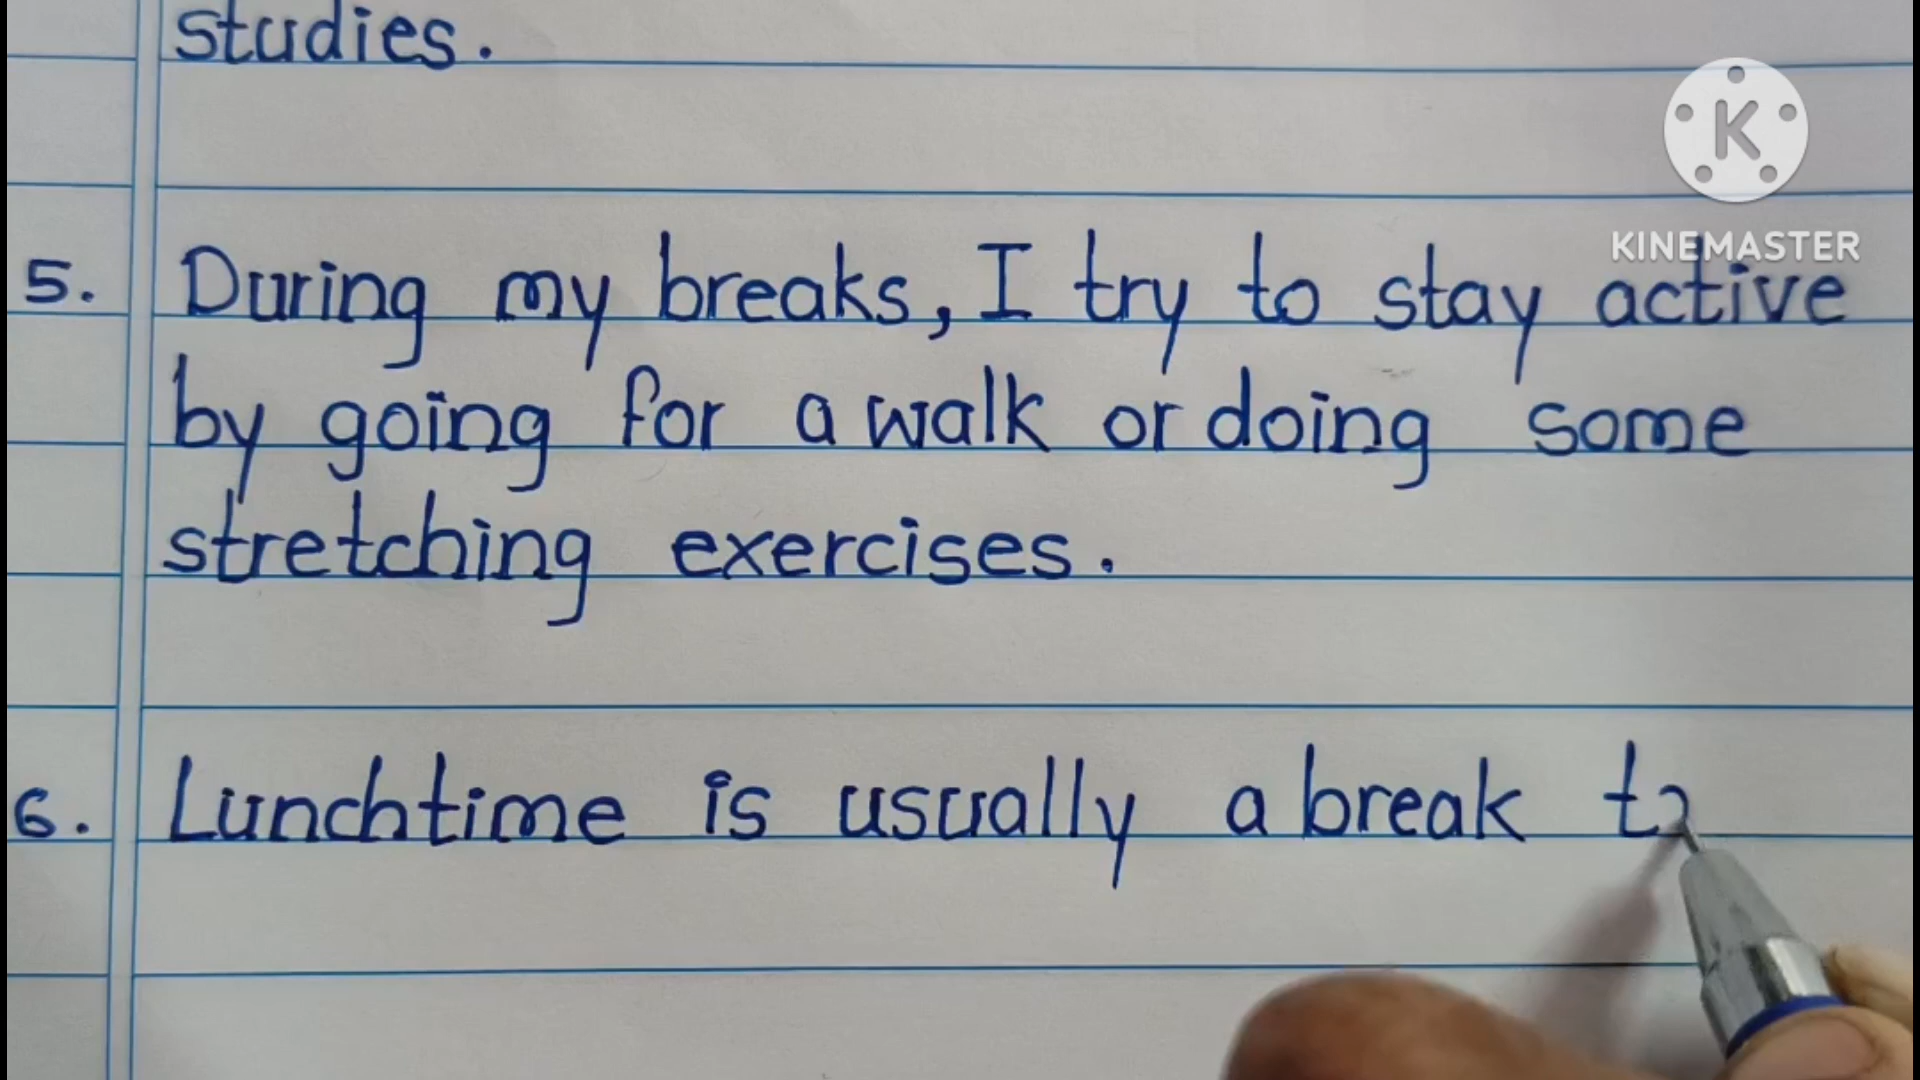 studies.
KINEMASTER
5. During my breaks, I try to stay active
by going for a walk or doing some
stretching exercises.
6. Lunchtime is usually a break